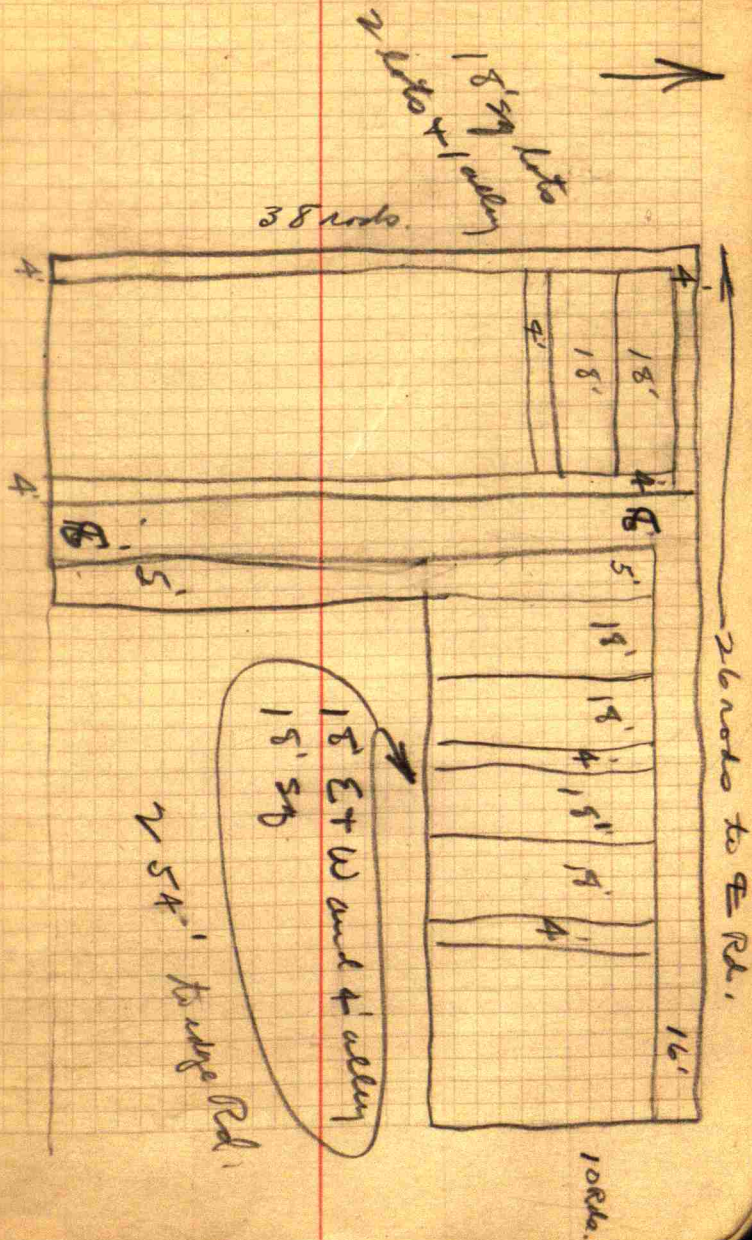 18' sq lots
2 lots + 1 alley
38 rods.
26 rods to ℄ Rd.
4'
4'
18'
18'
4'
4'
4'
8'
8'
5'
5'
18'
18'
4'
18'
18'
4'
16'
10 Rds.
18' E + W and 4' alley
18' sq
254' to edge Rd.